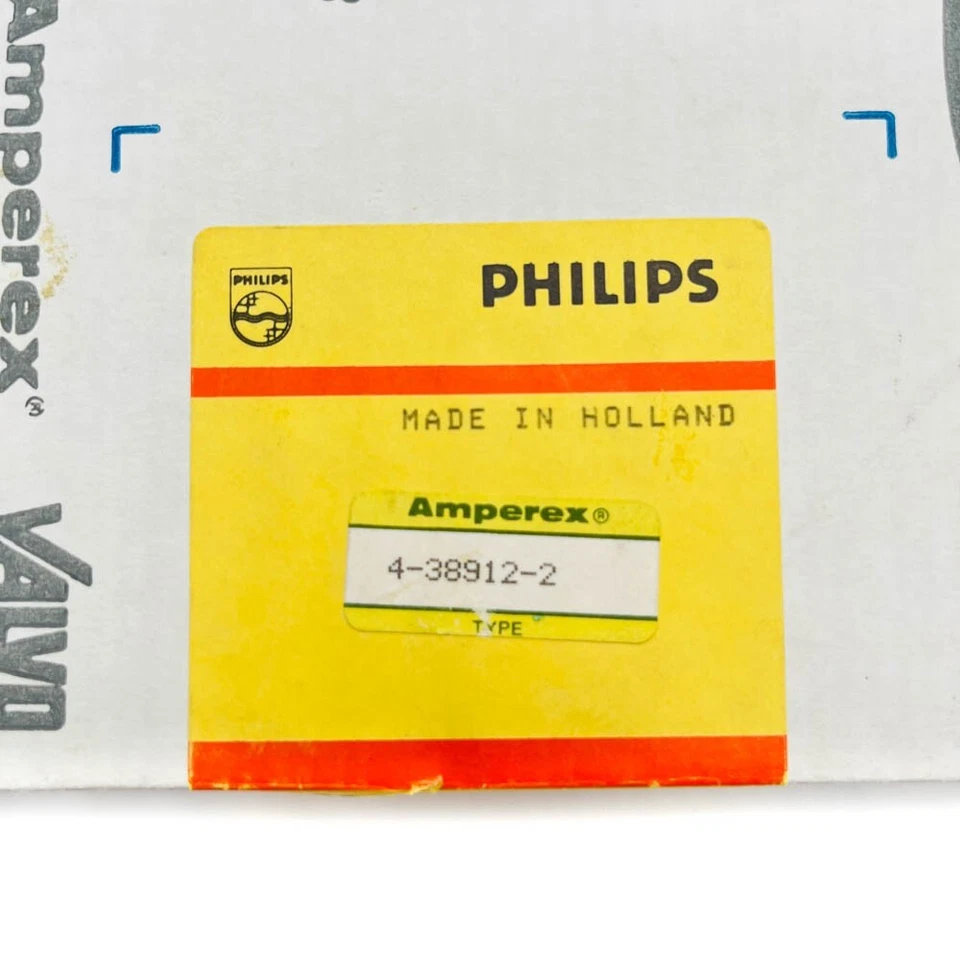 Amperex®
VALVO
PHILIPS
PHILIPS
MADE IN HOLLAND
Amperex®
4-38912-2
TYPE